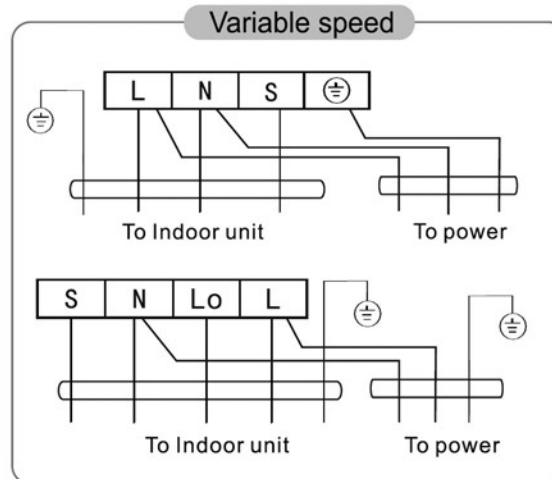 Variable speed
L N S
To Indoor unit To power
S N Lo L
To Indoor unit To power